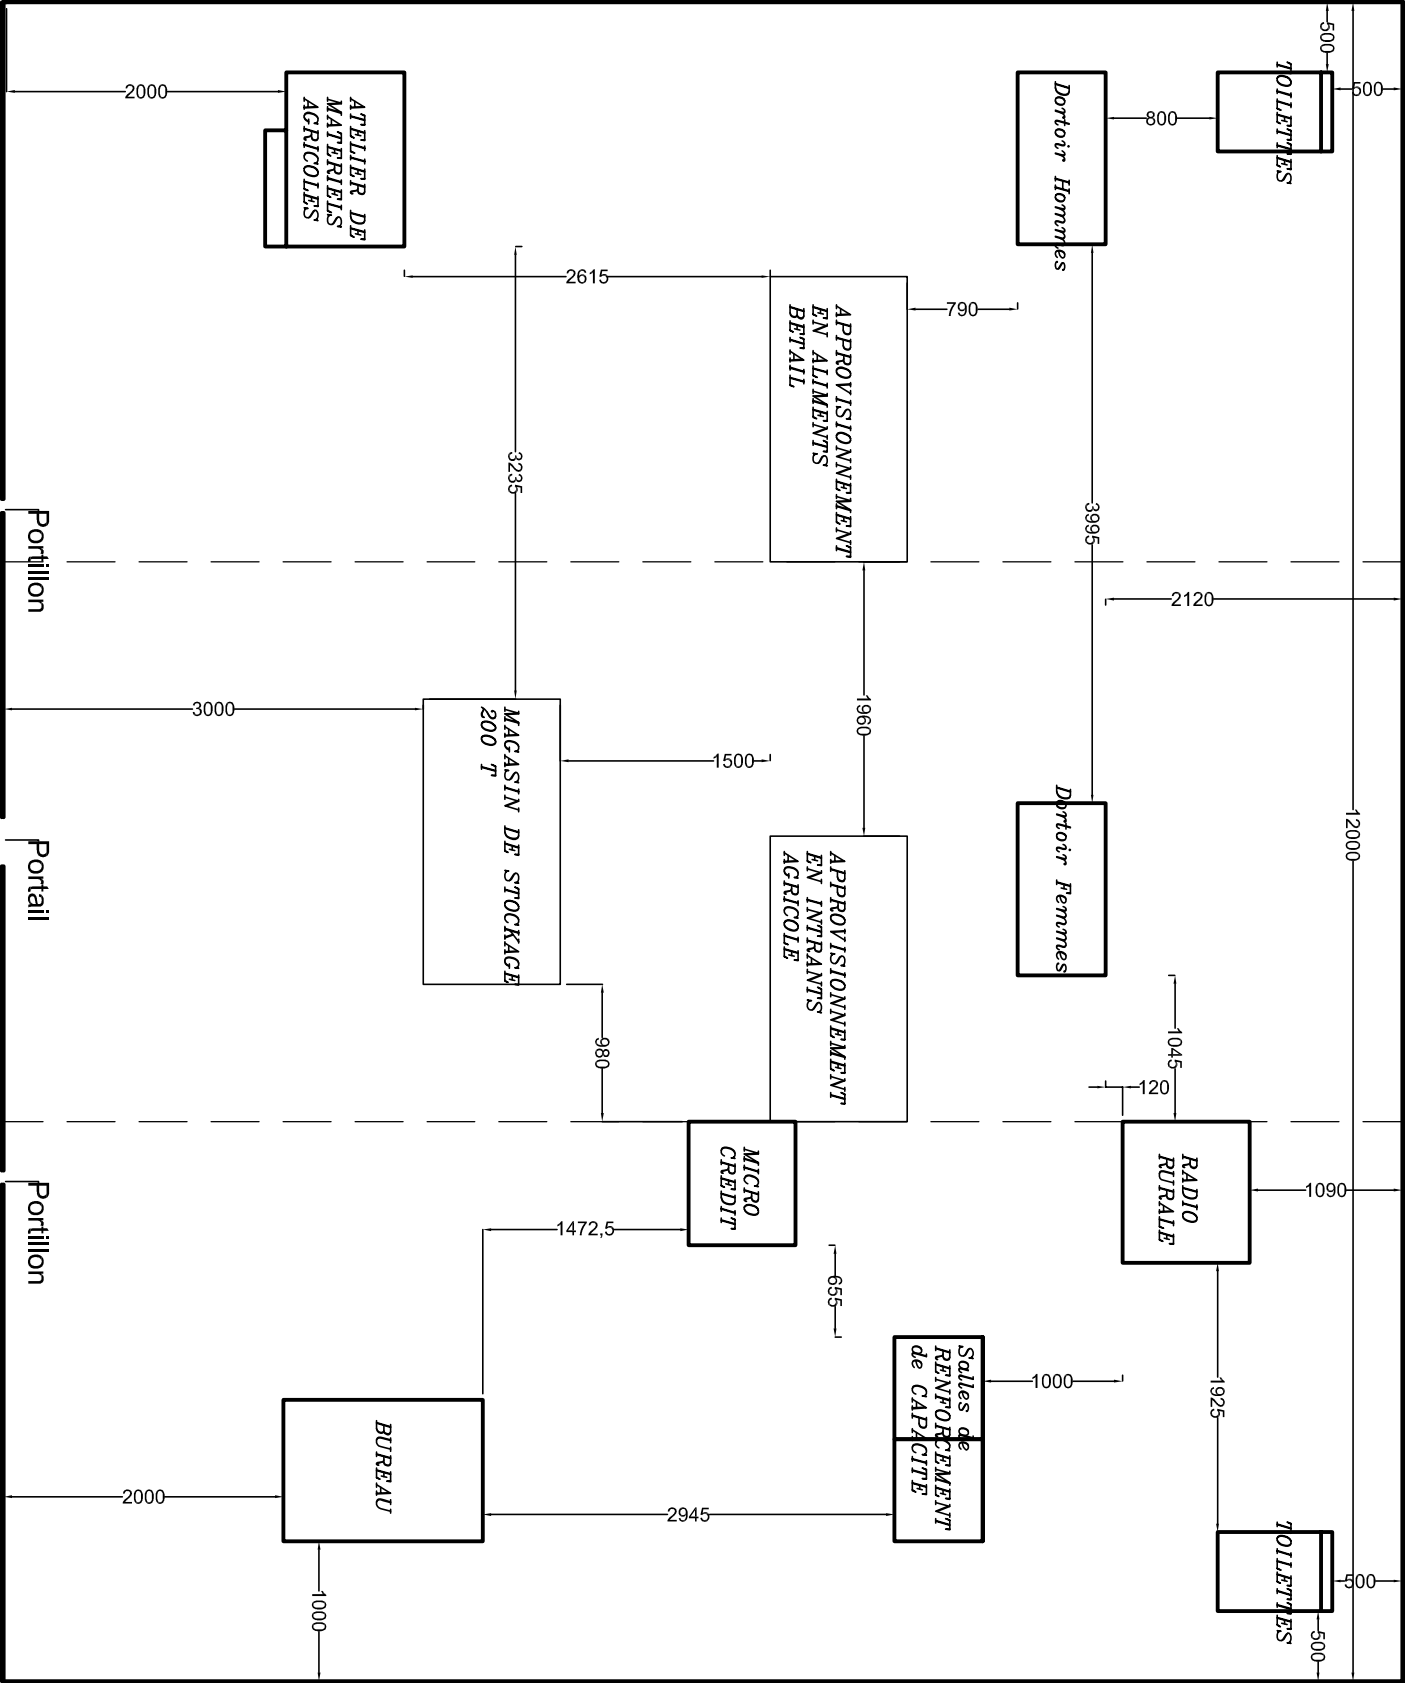 500
500
TOILETTES
12000
800
Dortoir Hommes
2000
ATELIER DE
MATERIELS
AGRICOLES
2615
790
APPROVISIONNEMENT
EN ALIMENTS
BETAIL
3235
3995
Portillon
2120
3000
1960
MAGASIN DE STOCKAGE
200 T
1500
Dortoir Femmes
Portail
APPROVISIONNEMENT
EN INTRANTS
AGRICOLE
980
1045
120
MICRO
CREDIT
RADIO
RURALE
1090
Portillon
1472,5
655
Salles de
RENFORCEMENT
de CAPACITE
1000
1925
BUREAU
2000
2945
TOILETTES
500
1000
500